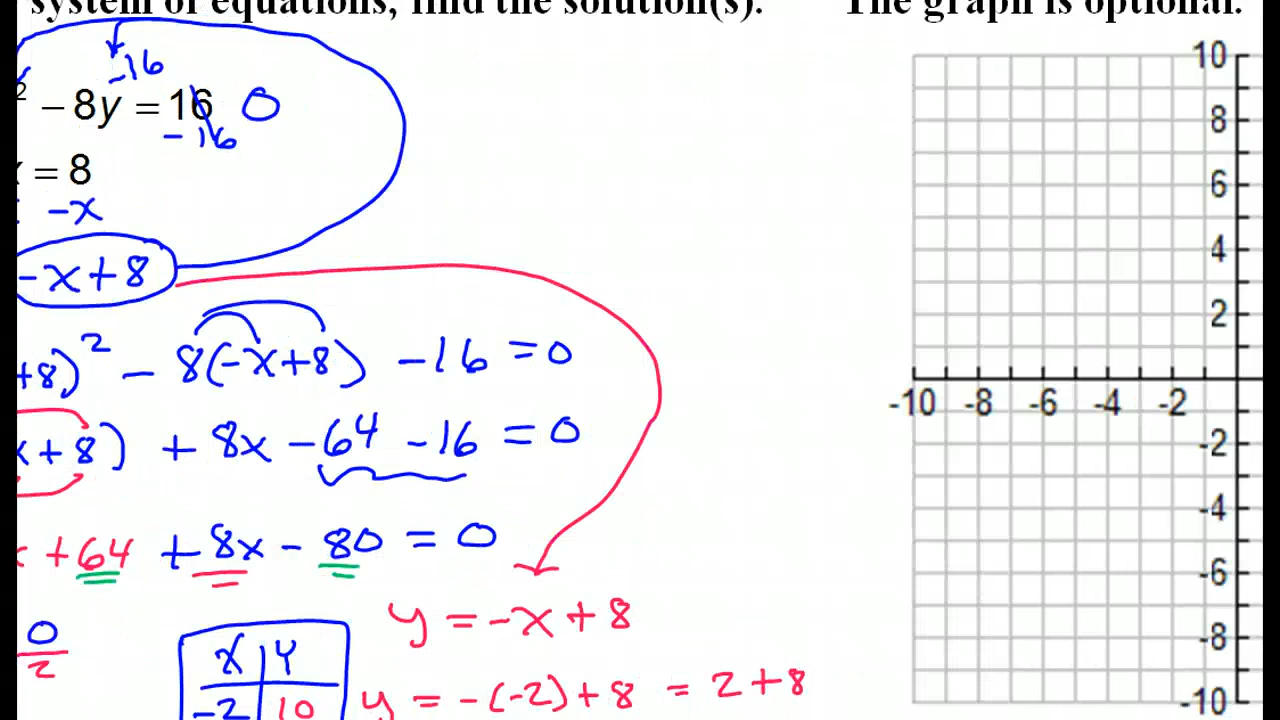 system of equations, find the solution(s). The graph is optional.
-16
2 - 8y = 16 0
- 16
= 8
-x
-x+8
+8)² - 8(-x+8) -16 = 0
x+8) + 8x - 64 - 16 = 0
+64 + 8x - 80 = 0
y = -x + 8
0
2
x y
-2 10
y = -(-2)+8 = 2+8
10
8
6
4
2
-10 -8 -6 -4 -2
-2
-4
-6
-8
-10